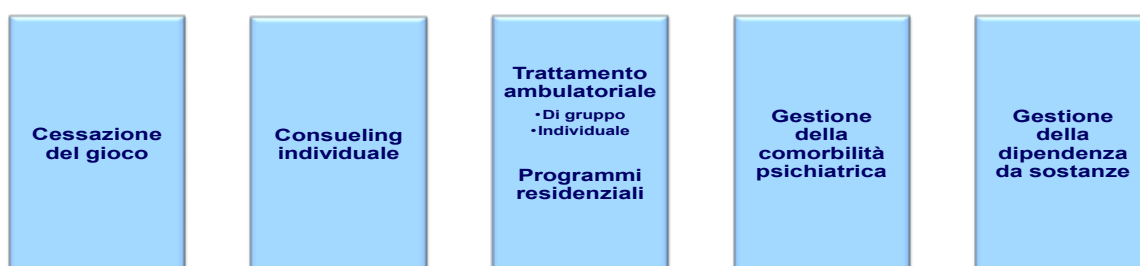 Cessazione
del gioco
Consueling
individuale
Trattamento
ambulatoriale
•Di gruppo
•Individuale
Programmi
residenziali
Gestione
della
comorbilità
psichiatrica
Gestione
della
dipendenza
da sostanze